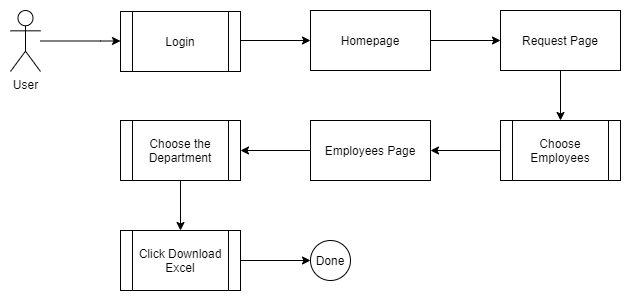 Login
Homepage
Request Page
User
Choose the
Department
Employees Page
Choose
Employees
Click Download
Excel
Done